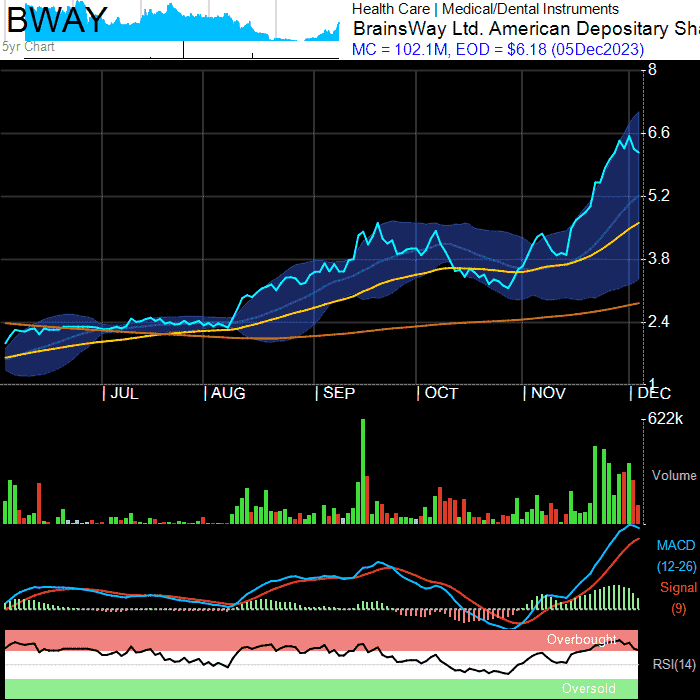 BWAY
5yr Chart
Health Care | Medical/Dental Instruments
BrainsWay Ltd. American Depositary Sha
MC = 102.1M, EOD = $6.18 (05Dec2023)
8
6.6
5.2
3.8
2.4
1
JUL AUG SEP OCT NOV DEC
622k
Volume
MACD
(12-26)
Signal
(9)
Overbought
RSI(14)
Oversold